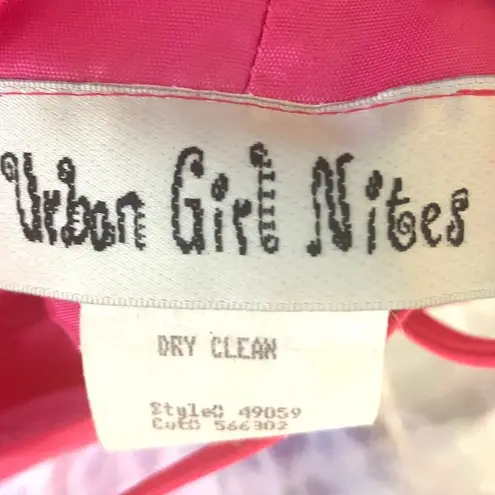 Urban Girl Nites
DRY CLEAN
Style# 49059
Cut# 566302